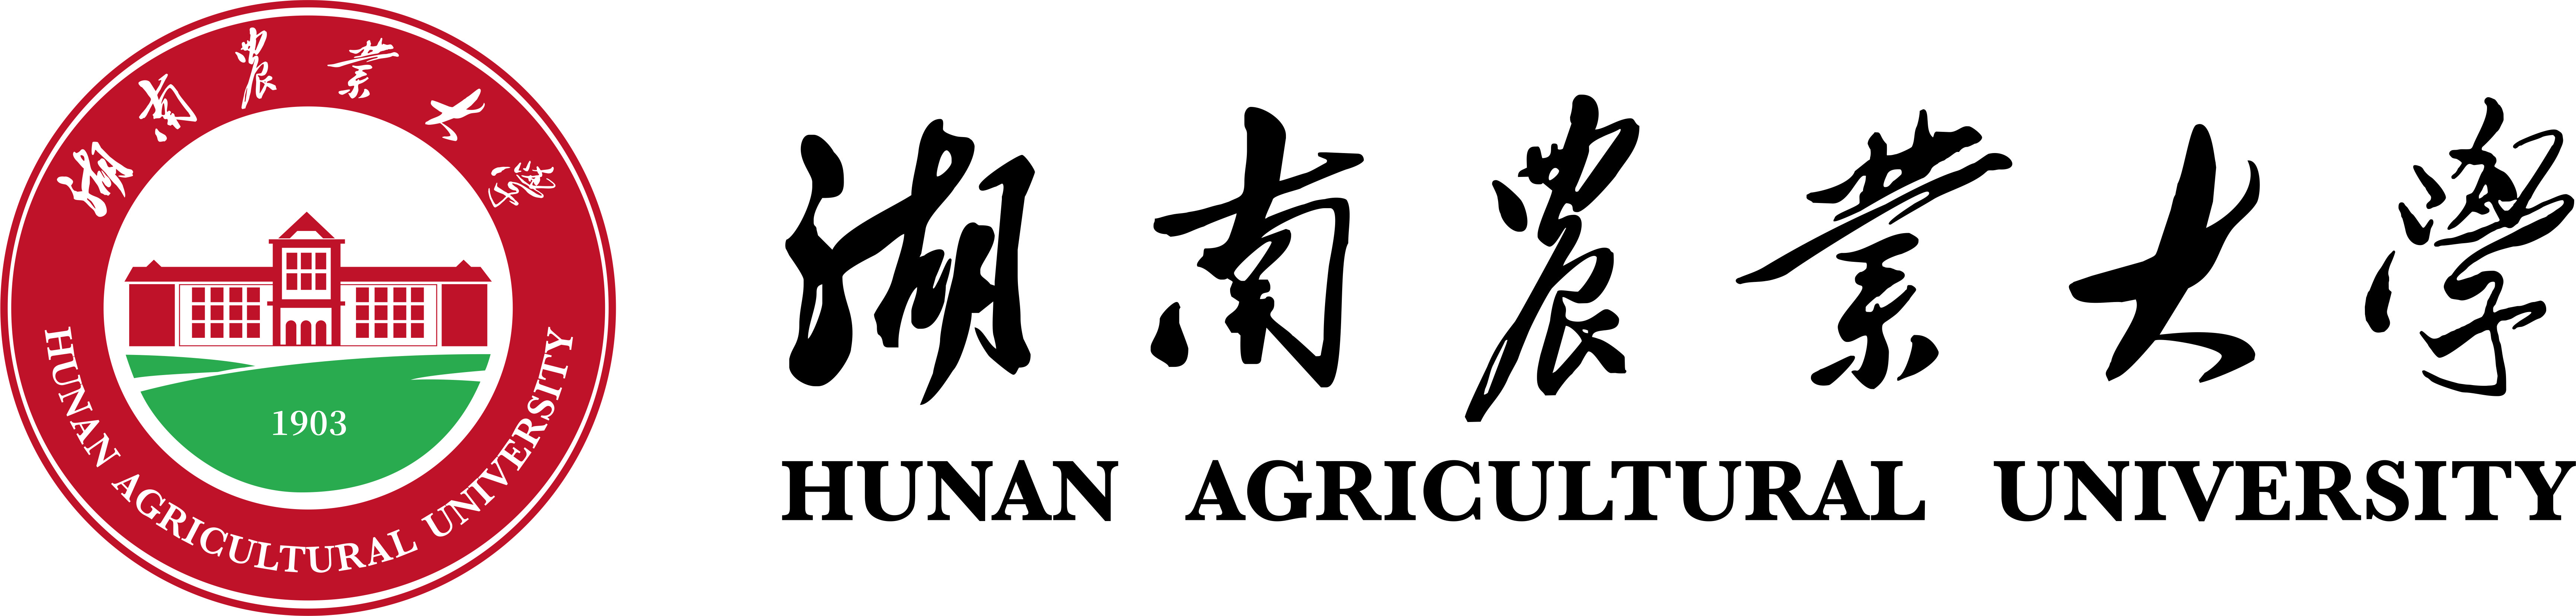 湖南農業大學
HUNAN AGRICULTURAL UNIVERSITY
1903
湖南農業大學
HUNAN AGRICULTURAL UNIVERSITY